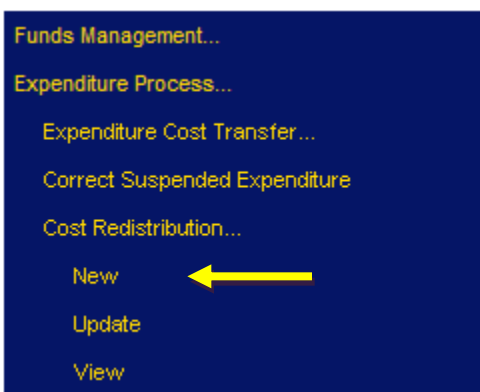 Funds Management...
Expenditure Process...
Expenditure Cost Transfer...
Correct Suspended Expenditure
Cost Redistribution...
New
Update
View